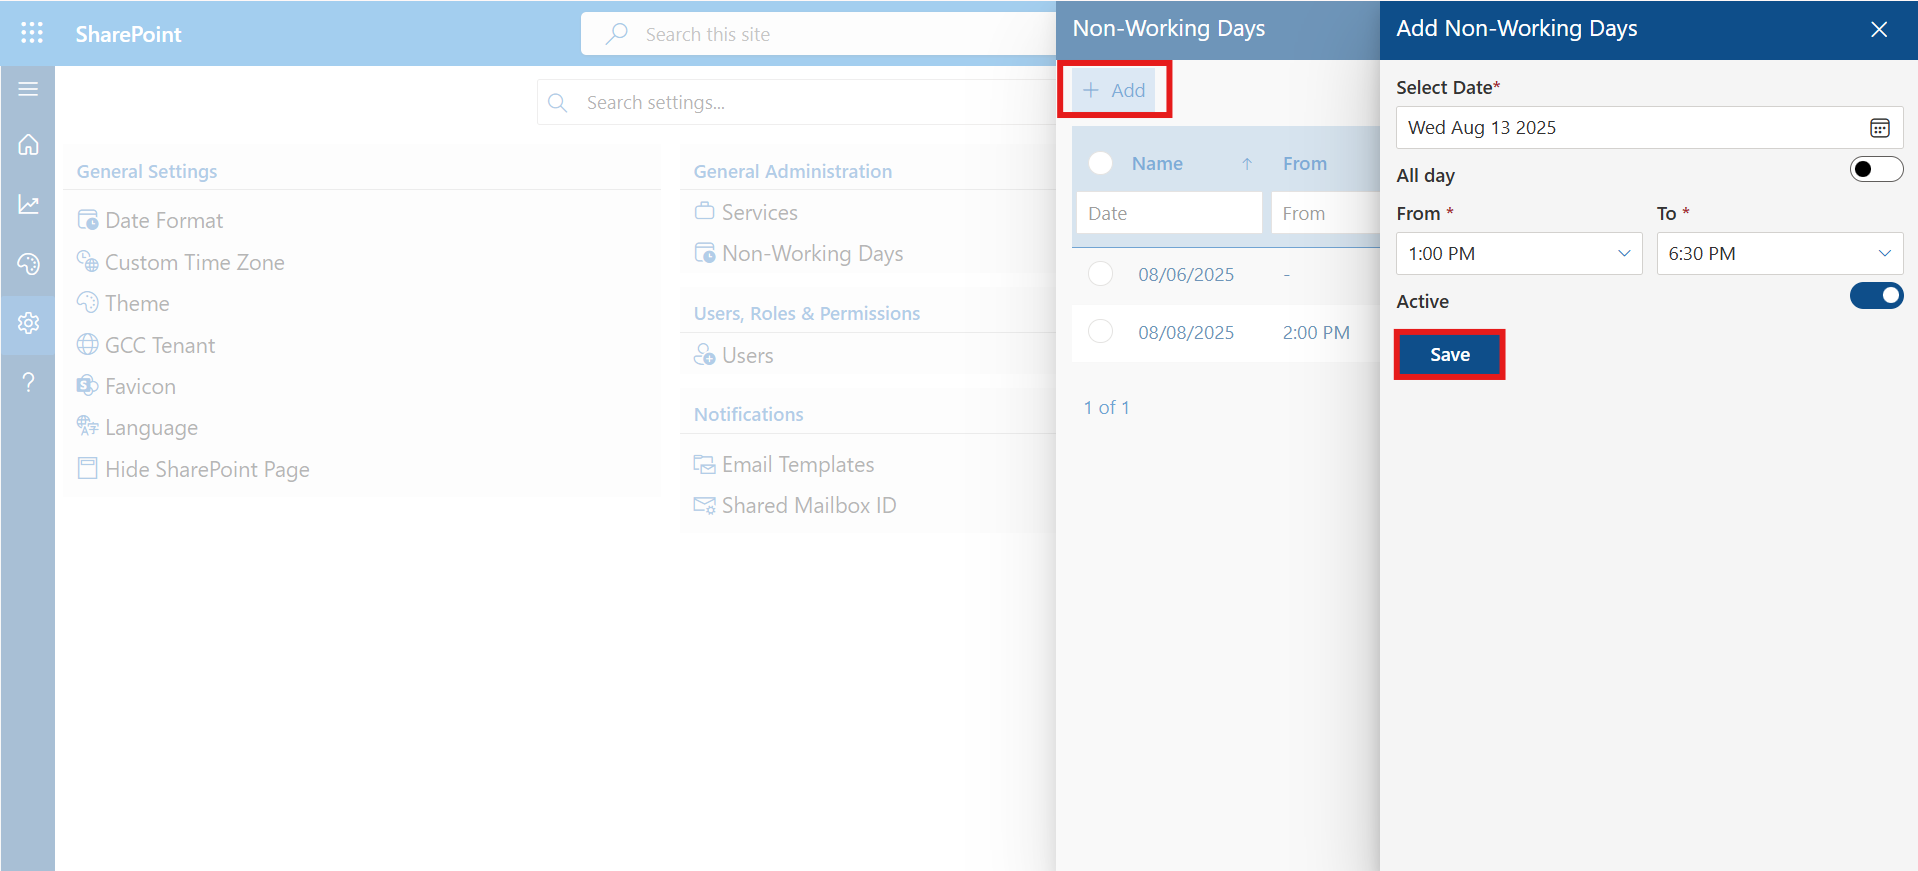 SharePoint
Search this site
Search settings...
General Settings
Date Format
Custom Time Zone
Theme
GCC Tenant
Favicon
Language
Hide SharePoint Page
General Administration
Services
Non-Working Days
Users, Roles & Permissions
Users
Notifications
Email Templates
Shared Mailbox ID
Non-Working Days
+ Add
Name ↑ From
Date From
08/06/2025 -
08/08/2025 2:00 PM
1 of 1
Add Non-Working Days
Select Date*
Wed Aug 13 2025
All day
From * To *
1:00 PM 6:30 PM
Active
Save